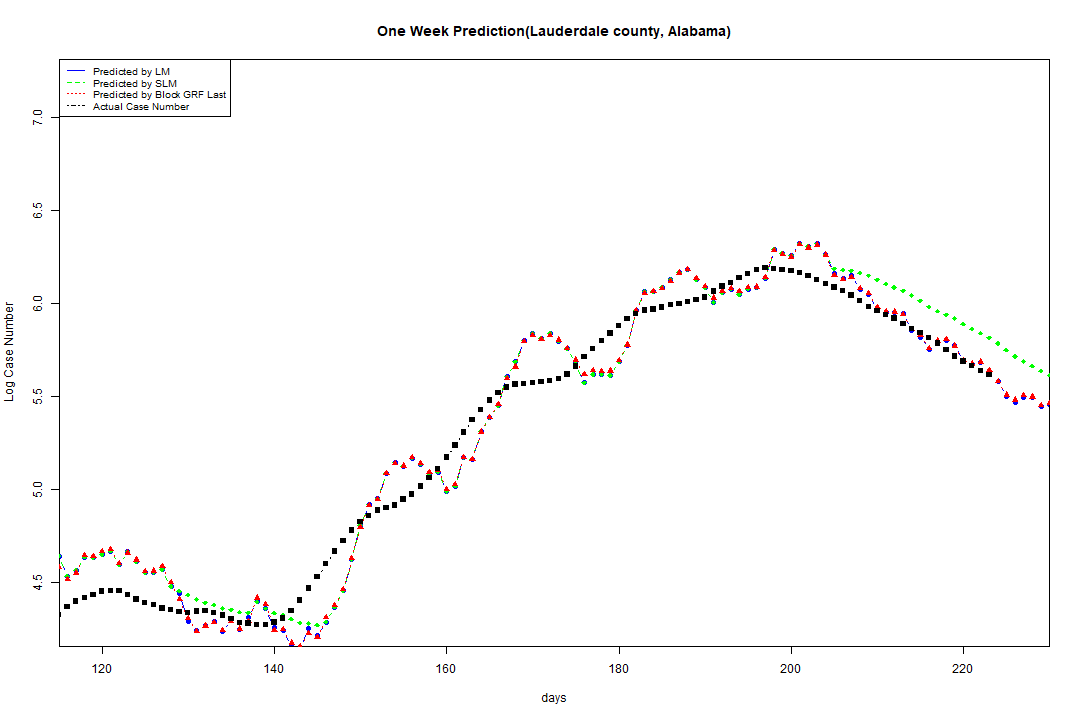 One Week Prediction(Lauderdale county, Alabama)
Predicted by LM
Predicted by SLM
Predicted by Block GRF Last
Actual Case Number
7.0
6.5
6.0
5.5
5.0
4.5
Log Case Number
120 140 160 180 200 220
days